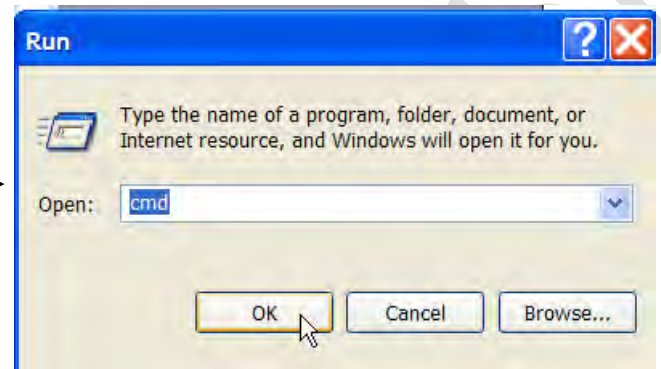 Run
Type the name of a program, folder, document, or
Internet resource, and Windows will open it for you.
Open: cmd
OK Cancel Browse...